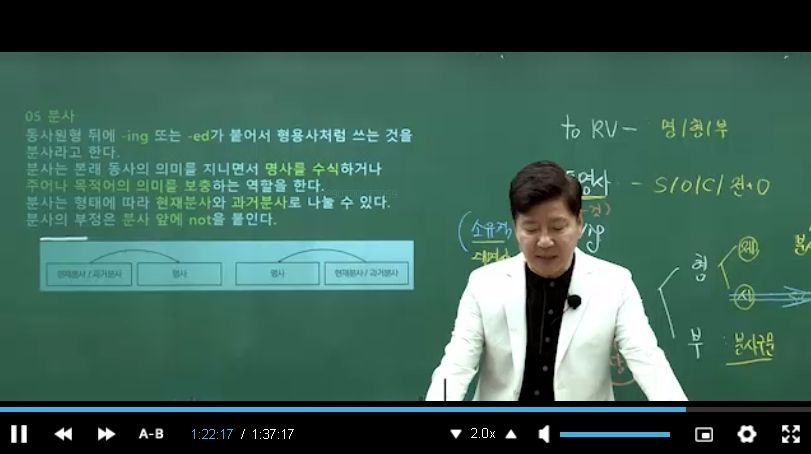 05 분사
동사원형 뒤에 -ing 또는 -ed가 붙어서 형용사처럼 쓰는 것을
분사라고 한다.
분사는 본래 동사의 의미를 지니면서 명사를 수식하거나
주어나 목적어의 의미를 보충하는 역할을 한다.
분사는 형태에 따라 현재분사와 과거분사로 나눌 수 있다.
분사의 부정은 분사 앞에 not을 붙인다.
현재분사 / 과거분사 명사 명사 현재분사 / 과거분사
to RV - 명/형/부
명사 - S/O/C/전+O
형
부 분사구문
A-B 1:22:17 / 1:37:17 2.0x